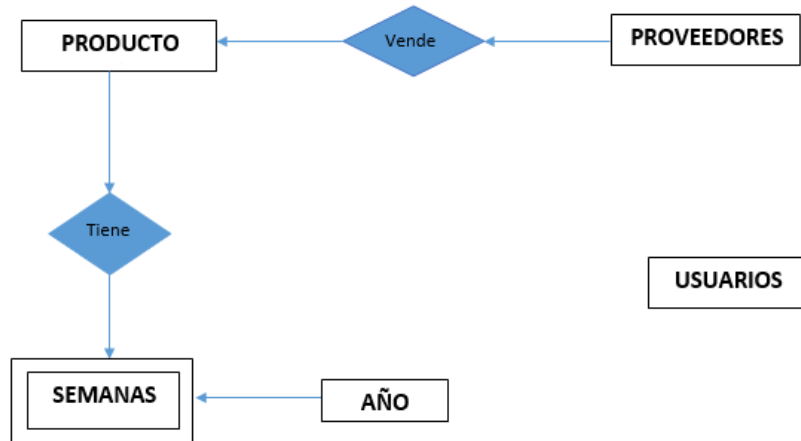 PRODUCTO
Vende
PROVEEDORES
Tiene
USUARIOS
SEMANAS
AÑO